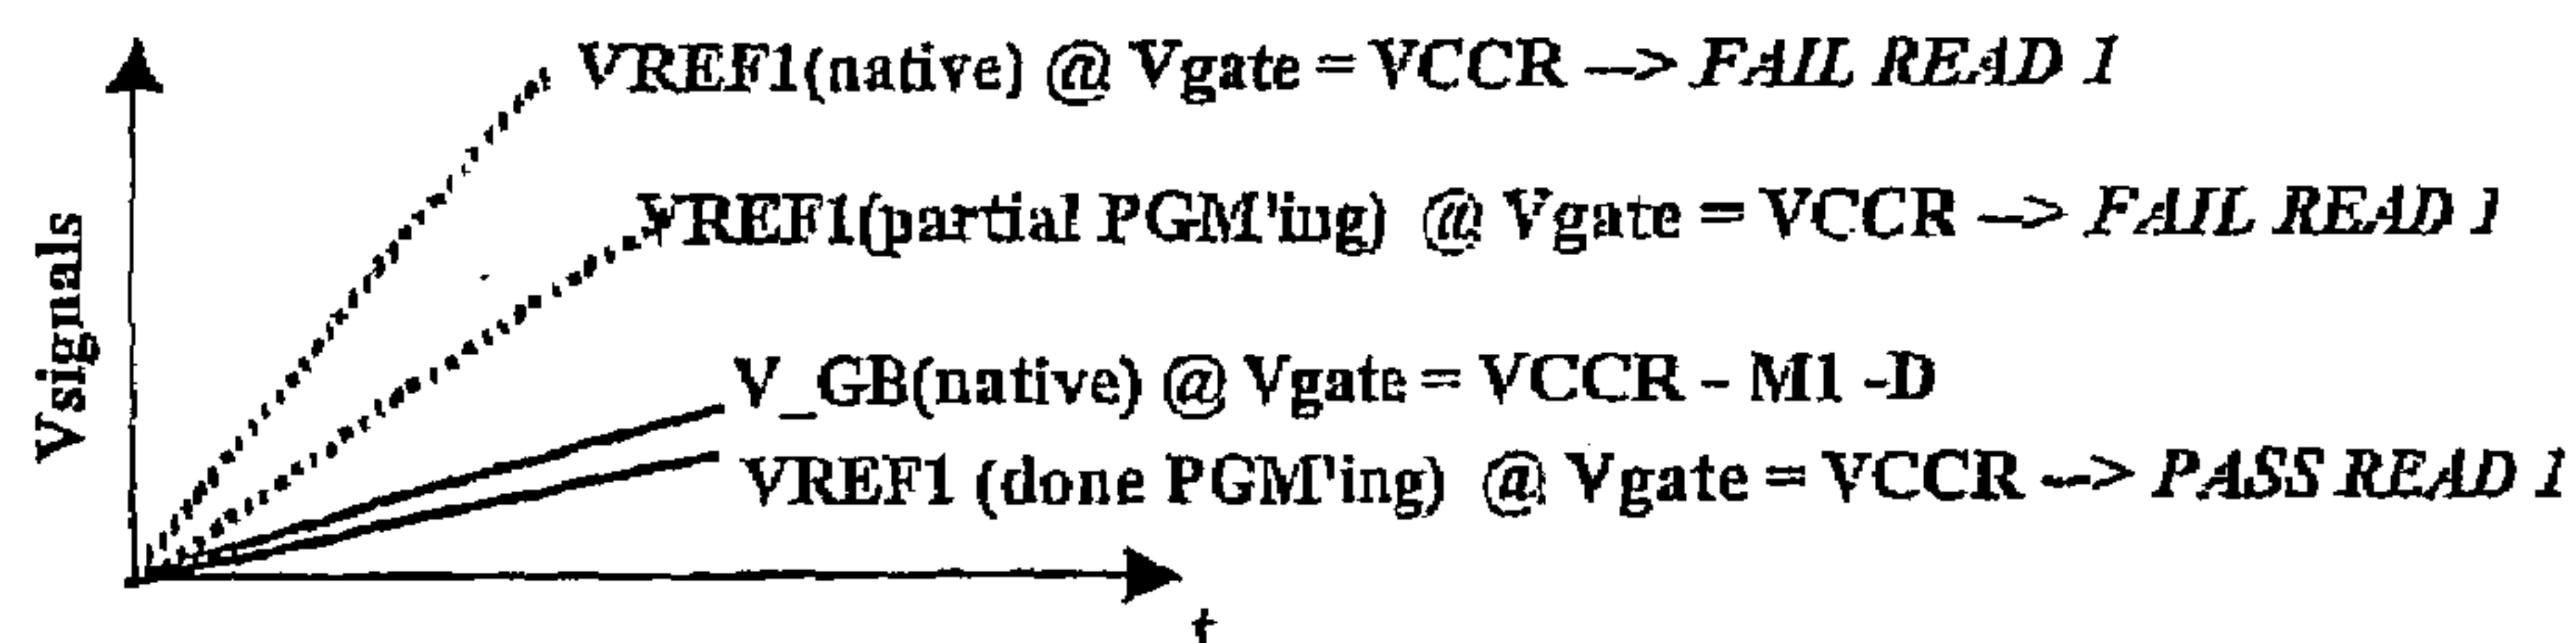 VREF1(native) @ Vgate = VCCR --> FAIL READ 1
VREF1(partial PGM'ing) @ Vgate = VCCR --> FAIL READ 1
Vsignals
V_GB(native) @ Vgate = VCCR - M1 -D
VREF1 (done PGM'ing) @ Vgate = VCCR --> PASS READ 1
t